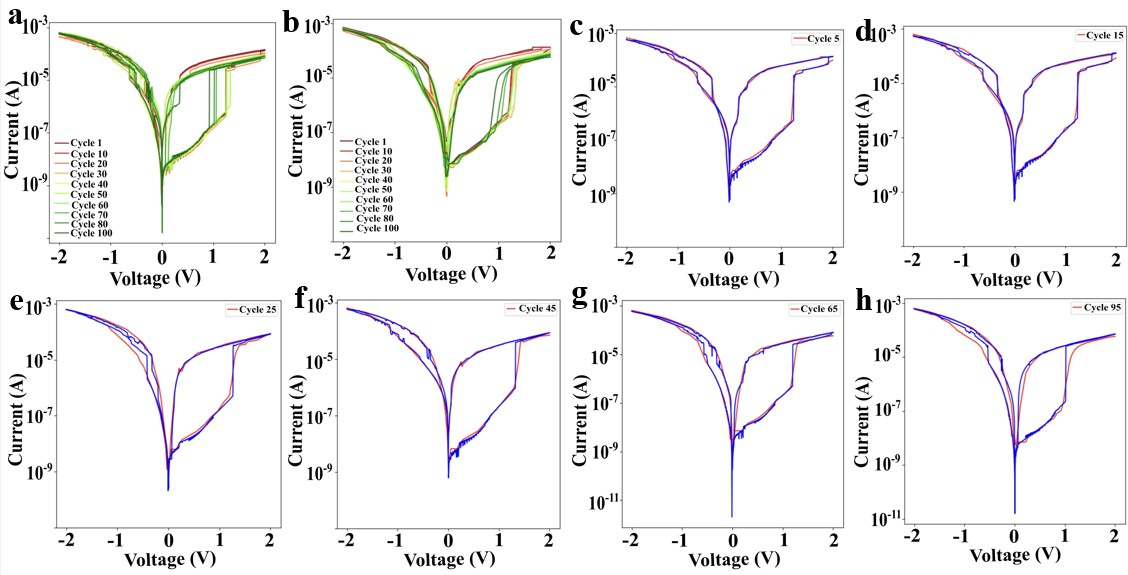 a
10⁻³
10⁻⁵
10⁻⁷
10⁻⁹
Current (A)
Cycle 1
Cycle 10
Cycle 20
Cycle 30
Cycle 40
Cycle 50
Cycle 60
Cycle 70
Cycle 80
Cycle 100
-2 -1 0 1 2
Voltage (V)
b
10⁻³
10⁻⁵
10⁻⁷
10⁻⁹
Current (A)
Cycle 1
Cycle 10
Cycle 20
Cycle 30
Cycle 40
Cycle 50
Cycle 60
Cycle 70
Cycle 80
Cycle 100
-2 -1 0 1 2
Voltage (V)
c
10⁻³
10⁻⁵
10⁻⁷
10⁻⁹
Current (A)
Cycle 5
-2 -1 0 1 2
Voltage (V)
d
10⁻³
10⁻⁵
10⁻⁷
10⁻⁹
Current (A)
Cycle 15
-2 -1 0 1 2
Voltage (V)
e
10⁻³
10⁻⁵
10⁻⁷
10⁻⁹
Current (A)
Cycle 25
-2 -1 0 1 2
Voltage (V)
f
10⁻³
10⁻⁵
10⁻⁷
10⁻⁹
Current (A)
Cycle 45
-2 -1 0 1 2
Voltage (V)
g
10⁻³
10⁻⁵
10⁻⁷
10⁻⁹
10⁻¹¹
Current (A)
Cycle 65
-2 -1 0 1 2
Voltage (V)
h
10⁻³
10⁻⁵
10⁻⁷
10⁻⁹
10⁻¹¹
Current (A)
Cycle 95
-2 -1 0 1 2
Voltage (V)